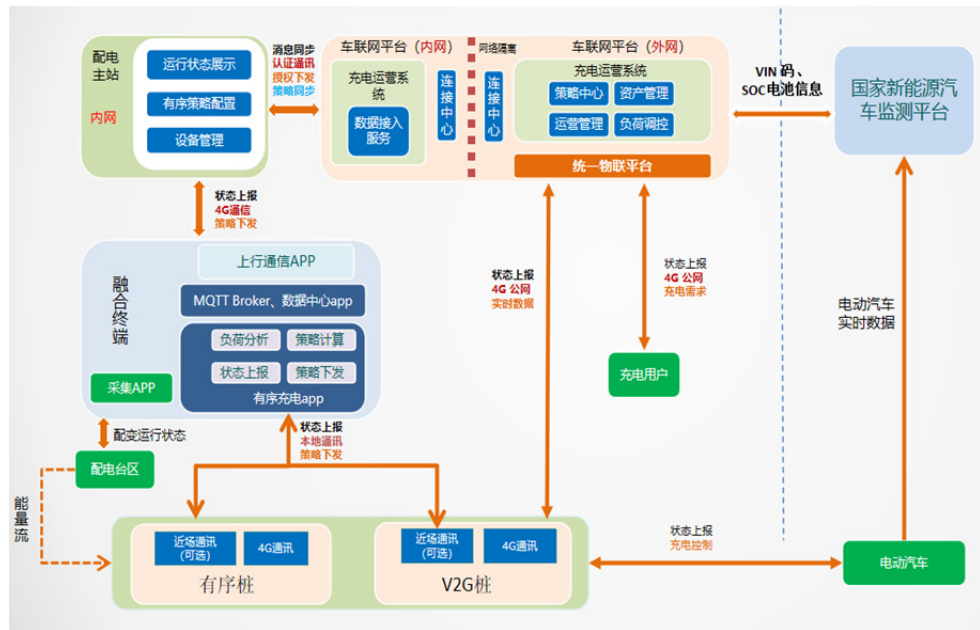 配电
主站
内网
运行状态展示
有序策略配置
设备管理
消息同步
认证通讯
授权下发
策略同步
车联网平台（内网）
充电运营系
统
数据接入
服务
连接中心
网络隔离
车联网平台（外网）
连接中心
充电运营系统
策略中心
资产管理
运营管理
负荷调控
统一物联平台
VIN 码、
SOC电池信息
国家新能源汽
车监测平台
状态上报
4G通信
策略下发
融合终端
上行通信APP
MQTT Broker、数据中心app
负荷分析
策略计算
状态上报
策略下发
有序充电app
采集APP
状态上报
4G 公网
实时数据
状态上报
4G 公网
充电需求
电动汽车
实时数据
充电用户
配变运行状态
状态上报
本地通讯
策略下发
配电台区
能量流
近场通讯
(可选)
4G通讯
有序桩
近场通讯
(可选)
4G通讯
V2G桩
状态上报
充电控制
电动汽车